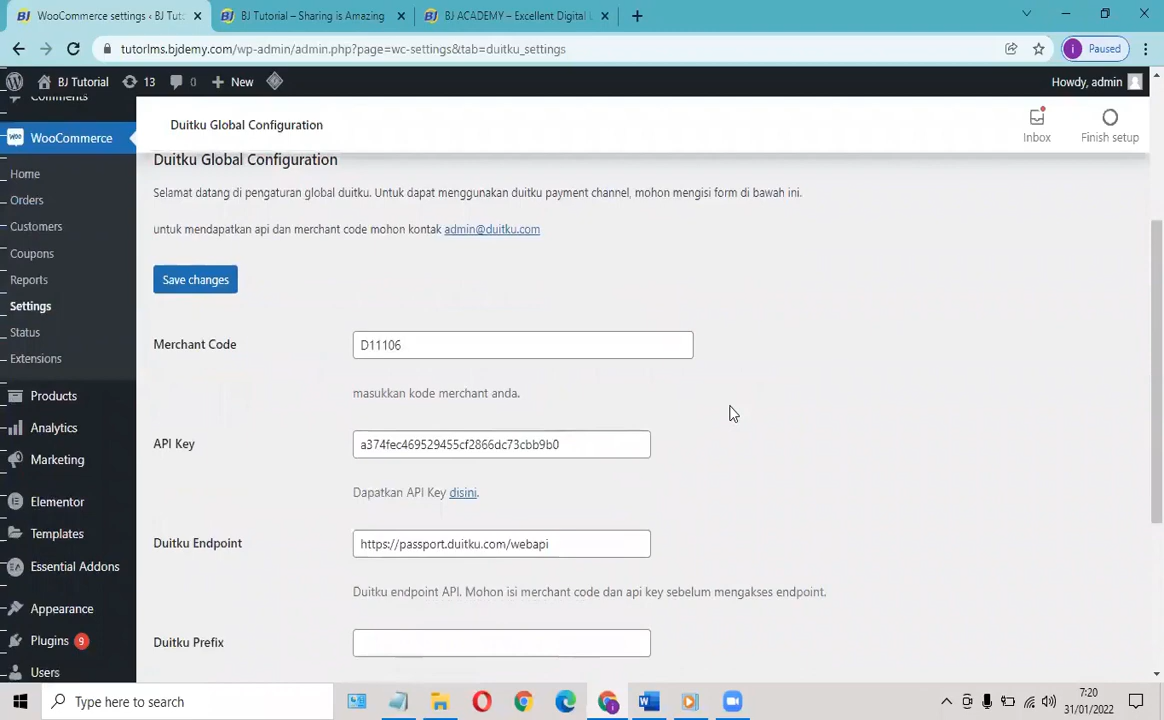 WooCommerce settings ‹ BJ Tuto
BJ Tutorial – Sharing is Amazing
BJ ACADEMY – Excellent Digital L
tutorlms.bjdemy.com/wp-admin/admin.php?page=wc-settings&tab=duitku_settings
i
Paused
BJ Tutorial
13
0
New
Howdy, admin
Comments
WooCommerce
Home
Orders
Customers
Coupons
Reports
Settings
Status
Extensions
Products
Analytics
Marketing
Elementor
Templates
Essential Addons
Appearance
Plugins 9
Users
Duitku Global Configuration
Inbox
Finish setup
Duitku Global Configuration
Selamat datang di pengaturan global duitku. Untuk dapat menggunakan duitku payment channel, mohon mengisi form di bawah ini.
untuk mendapatkan api dan merchant code mohon kontak admin@duitku.com
Save changes
Merchant Code
D11106
masukkan kode merchant anda.
API Key
a374fec469529455cf2866dc73cbb9b0
Dapatkan API Key disini.
Duitku Endpoint
https://passport.duitku.com/webapi
Duitku endpoint API. Mohon isi merchant code dan api key sebelum mengakses endpoint.
Duitku Prefix
Type here to search
7:20
31/01/2022